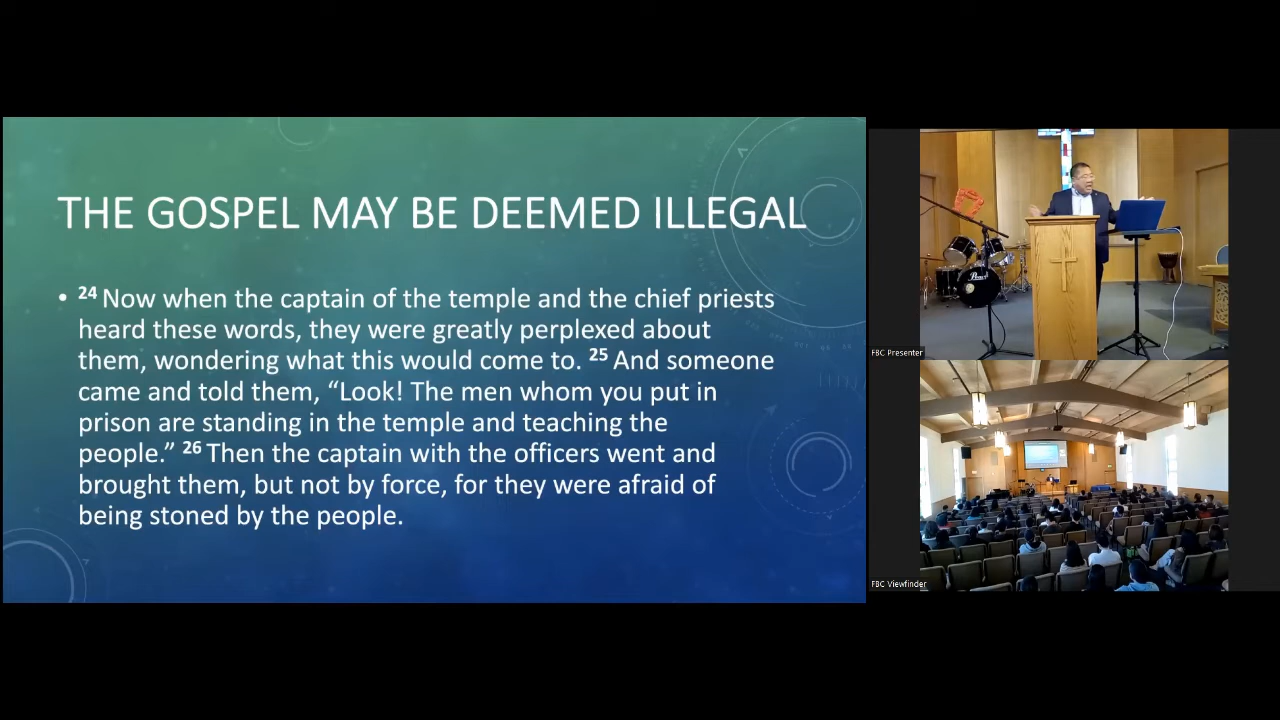 THE GOSPEL MAY BE DEEMED ILLEGAL
• 24 Now when the captain of the temple and the chief priests
heard these words, they were greatly perplexed about
them, wondering what this would come to. 25 And someone
came and told them, “Look! The men whom you put in
prison are standing in the temple and teaching the
people.” 26 Then the captain with the officers went and
brought them, but not by force, for they were afraid of
being stoned by the people.
FBC Presenter
FBC Viewfinder